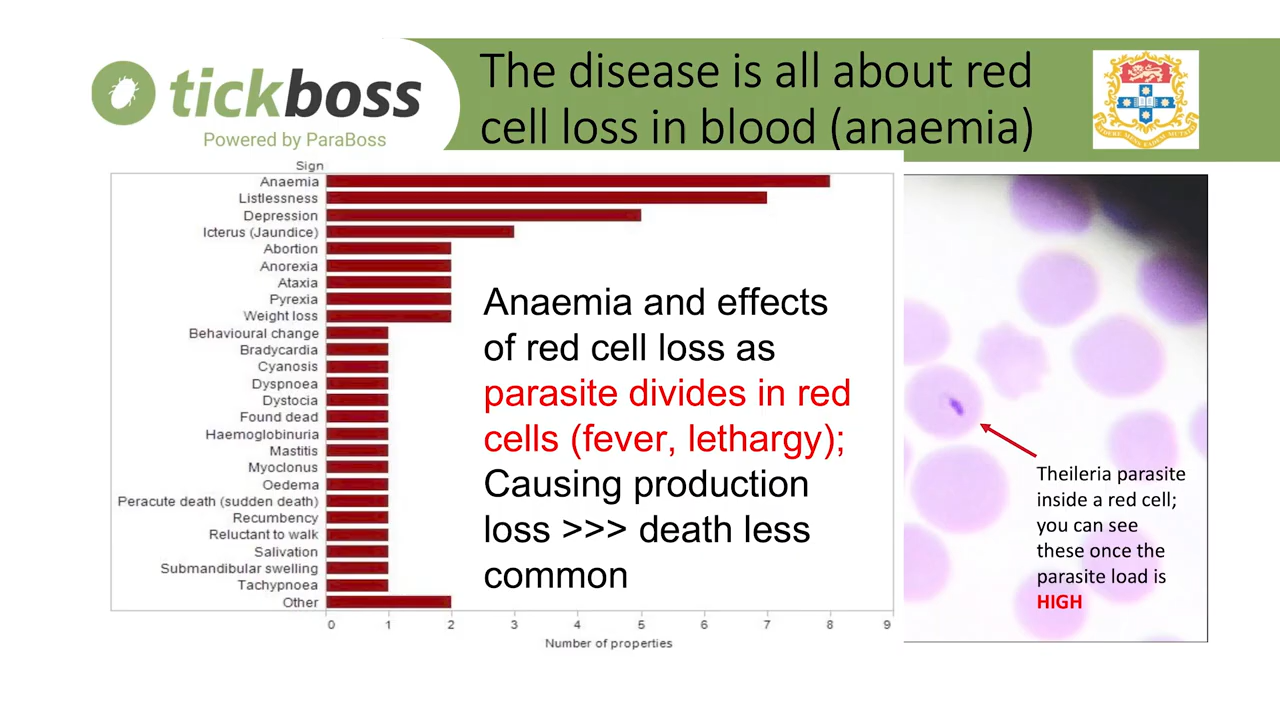 tickboss
Powered by ParaBoss
The disease is all about red
cell loss in blood (anaemia)
Sign
Anaemia
Listlessness
Depression
Icterus (Jaundice)
Abortion
Anorexia
Ataxia
Pyrexia
Weight loss
Behavioural change
Bradycardia
Cyanosis
Dyspnoea
Dystocia
Found dead
Haemoglobinuria
Mastitis
Myoclonus
Oedema
Peracute death (sudden death)
Recumbency
Reluctant to walk
Salivation
Submandibular swelling
Tachypnoea
Other
0 1 2 3 4 5 6 7 8 9
Number of properties
Anaemia and effects
of red cell loss as
parasite divides in red
cells (fever, lethargy);
Causing production
loss >>> death less
common
Theileria parasite
inside a red cell;
you can see
these once the
parasite load is
HIGH